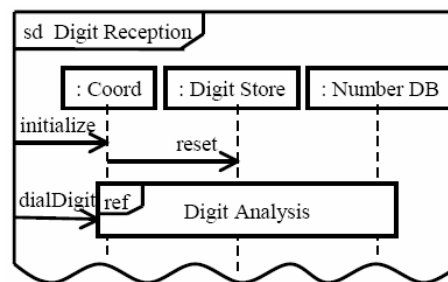 sd Digit Reception
: Coord
: Digit Store
: Number DB
initialize
reset
dialDigit
ref
Digit Analysis